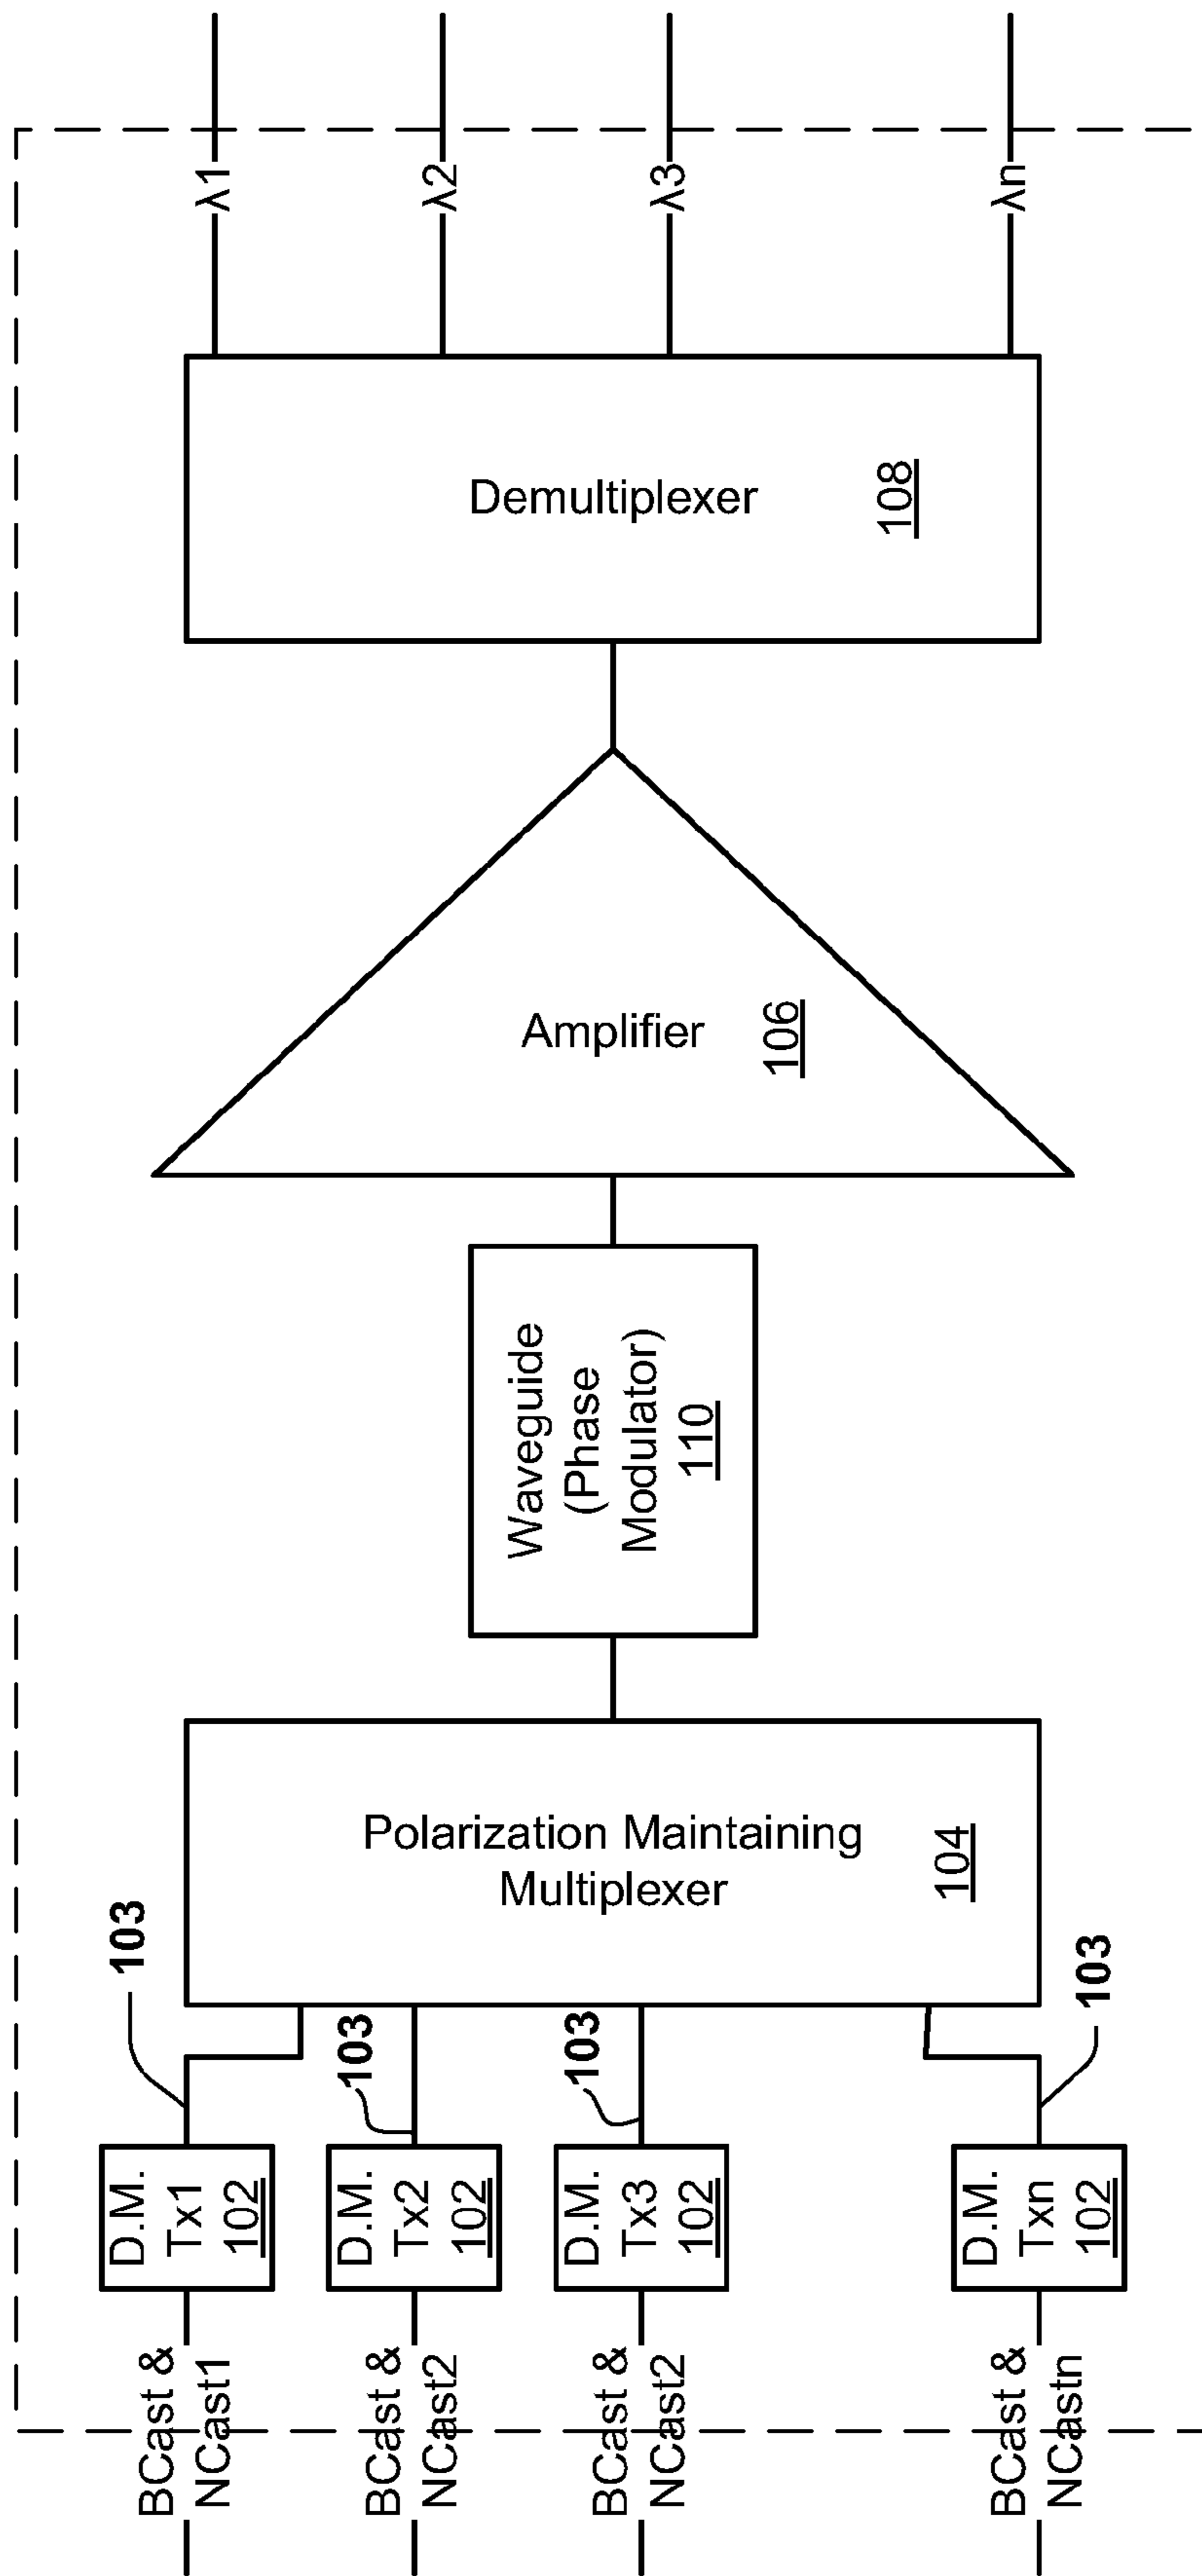 BCast &
NCast1
D.M.
Tx1
102
103
BCast &
NCast2
D.M.
Tx2
102
103
BCast &
NCast2
D.M.
Tx3
102
103
BCast &
NCastn
D.M.
Txn
102
103
Polarization Maintaining
Multiplexer
104
Waveguide
(Phase
Modulator)
110
Amplifier
106
Demultiplexer
108
λ1
λ2
λ3
λn